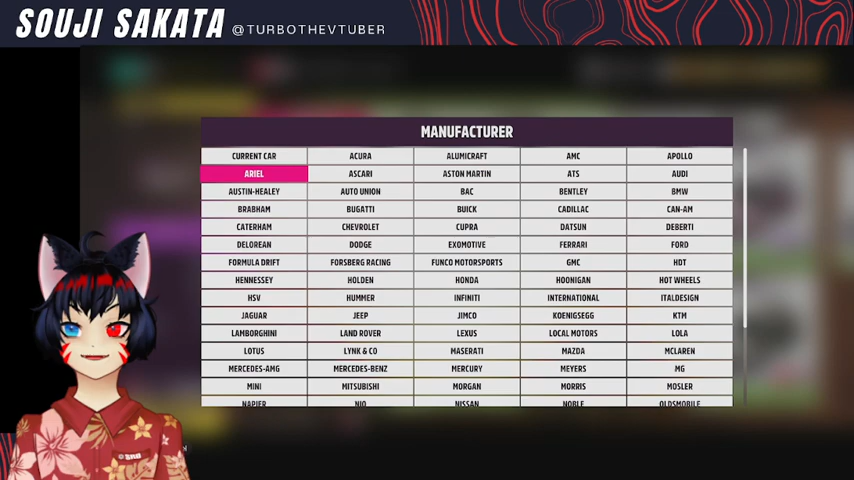 SOUJI SAKATA @TURBOTHEVTUBER
MANUFACTURER
CURRENT CAR ACURA ALUMICRAFT AMC APOLLO
ARIEL ASCARI ASTON MARTIN ATS AUDI
AUSTIN-HEALEY AUTO UNION BAC BENTLEY BMW
BRABHAM BUGATTI BUICK CADILLAC CAN-AM
CATERHAM CHEVROLET CUPRA DATSUN DEBERTI
DELOREAN DODGE EXOMOTIVE FERRARI FORD
FORMULA DRIFT FORSBERG RACING FUNCO MOTORSPORTS GMC HDT
HENNESSEY HOLDEN HONDA HOONIGAN HOT WHEELS
HSV HUMMER INFINITI INTERNATIONAL ITALDESIGN
JAGUAR JEEP JIMCO KOENIGSEGG KTM
LAMBORGHINI LAND ROVER LEXUS LOCAL MOTORS LOLA
LOTUS LYNK & CO MASERATI MAZDA MCLAREN
MERCEDES-AMG MERCEDES-BENZ MERCURY MEYERS MG
MINI MITSUBISHI MORGAN MORRIS MOSLER
NAPIER NIO NISSAN NOBLE OLDSMOBILE